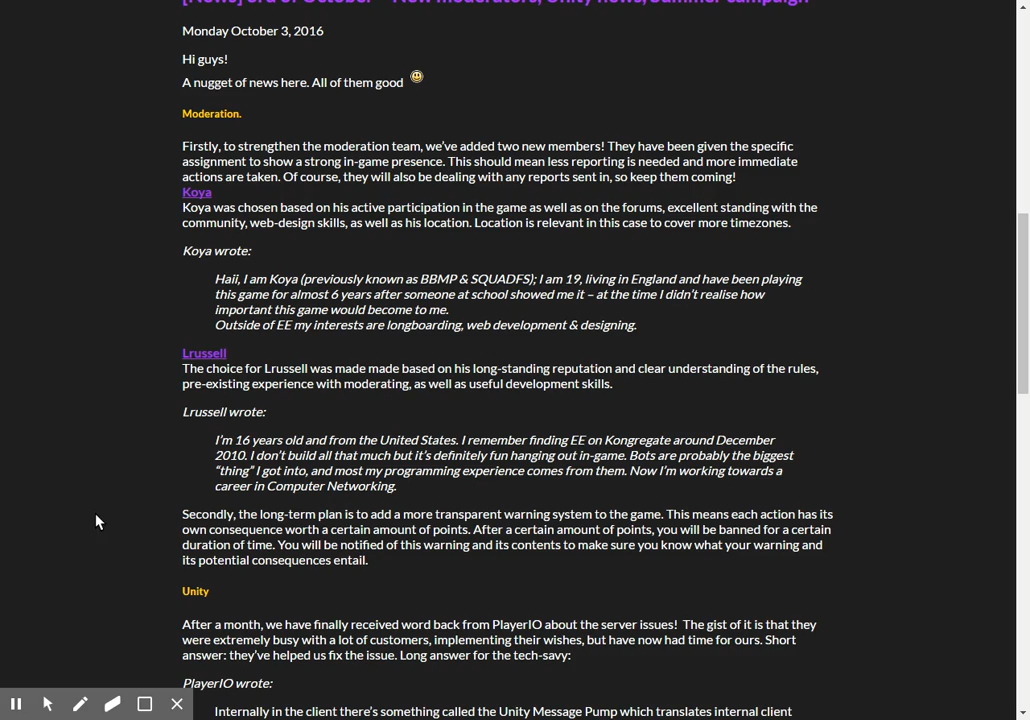 [News] 3rd of October – New moderators, Unity news, Summer campaign
Monday October 3, 2016
Hi guys!
A nugget of news here. All of them good
Moderation.
Firstly, to strengthen the moderation team, we've added two new members! They have been given the specific
assignment to show a strong in-game presence. This should mean less reporting is needed and more immediate
actions are taken. Of course, they will also be dealing with any reports sent in, so keep them coming!
Koya
Koya was chosen based on his active participation in the game as well as on the forums, excellent standing with the
community, web-design skills, as well as his location. Location is relevant in this case to cover more timezones.
Koya wrote:
Haii, I am Koya (previously known as BBMP & SQUADFS); I am 19, living in England and have been playing
this game for almost 6 years after someone at school showed me it – at the time I didn't realise how
important this game would become to me.
Outside of EE my interests are longboarding, web development & designing.
Lrussell
The choice for Lrussell was made made based on his long-standing reputation and clear understanding of the rules,
pre-existing experience with moderating, as well as useful development skills.
Lrussell wrote:
I'm 16 years old and from the United States. I remember finding EE on Kongregate around December
2010. I don't build all that much but it's definitely fun hanging out in-game. Bots are probably the biggest
"thing" I got into, and most my programming experience comes from them. Now I'm working towards a
career in Computer Networking.
Secondly, the long-term plan is to add a more transparent warning system to the game. This means each action has its
own consequence worth a certain amount of points. After a certain amount of points, you will be banned for a certain
duration of time. You will be notified of this warning and its contents to make sure you know what your warning and
its potential consequences entail.
Unity
After a month, we have finally received word back from PlayerIO about the server issues!  The gist of it is that they
were extremely busy with a lot of customers, implementing their wishes, but have now had time for ours. Short
answer: they've helped us fix the issue. Long answer for the tech-savy:
PlayerIO wrote:
Internally in the client there's something called the Unity Message Pump which translates internal client